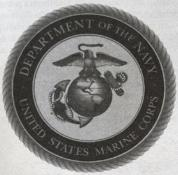 DEPARTMENT OF THE NAVY
UNITED STATES MARINE CORPS